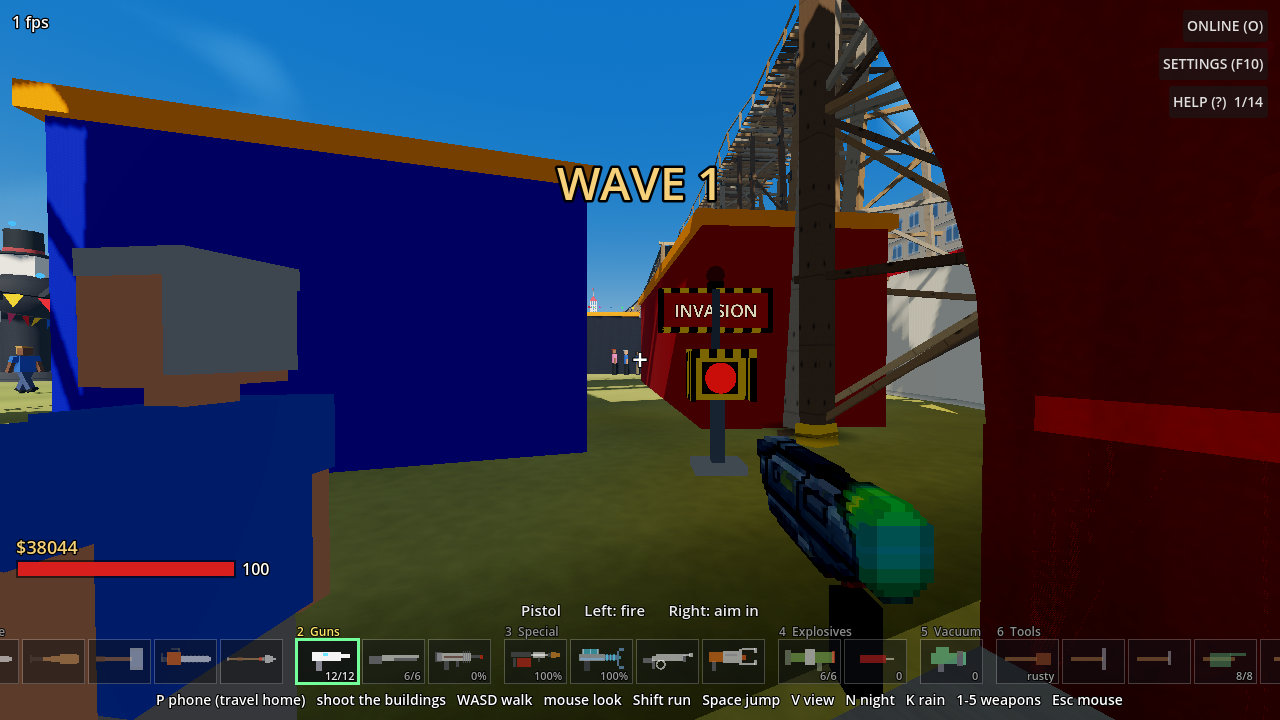 1 fps
ONLINE (O)
SETTINGS (F10)
HELP (?) 1/14
WAVE 1
INVASION
$38044
100
Pistol Left: fire Right: aim in
2 Guns 3 Special 4 Explosives 5 Vacuum 6 Tools
12/12 6/6 0% 100% 100% 6/6 0 0 rusty 8/8
P phone (travel home) shoot the buildings WASD walk mouse look Shift run Space jump V view N night K rain 1-5 weapons Esc mouse